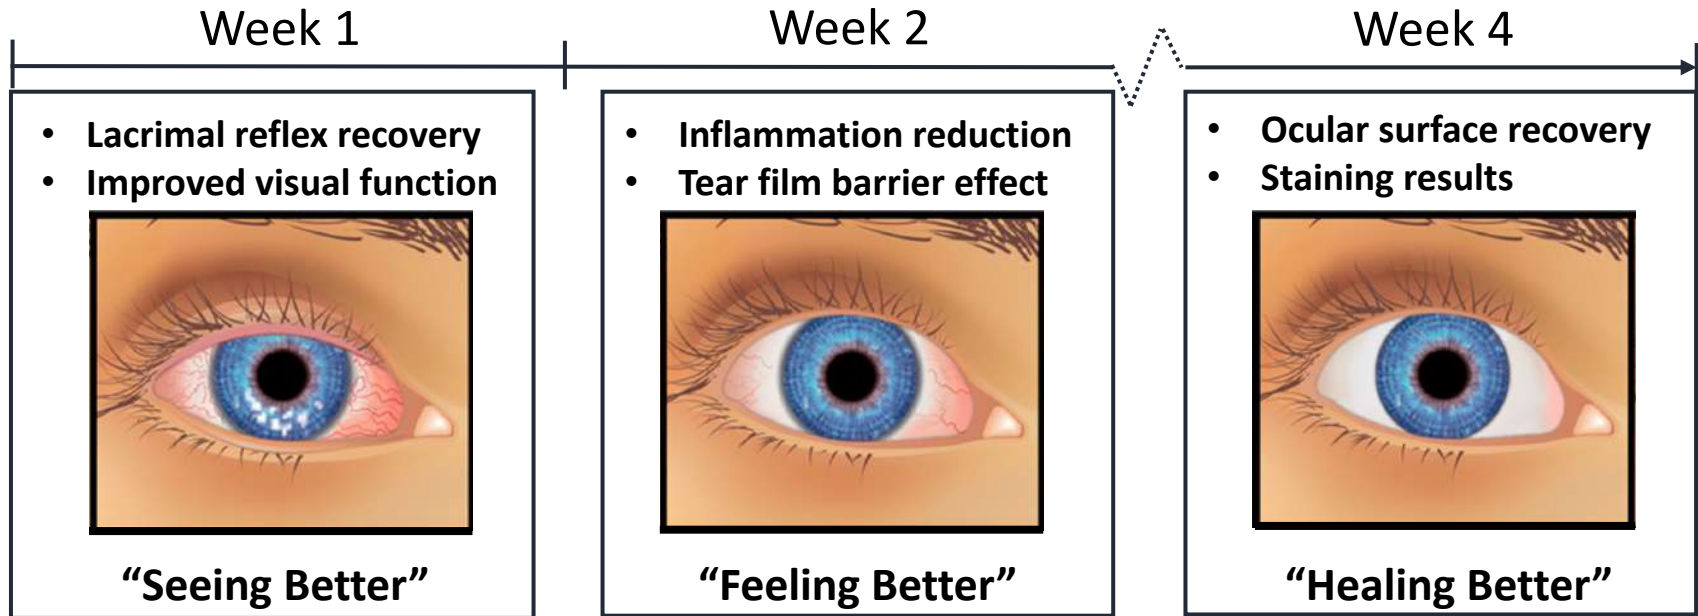 Week 1
Week 2
Week 4
• Lacrimal reflex recovery
• Improved visual function
“Seeing Better”
• Inflammation reduction
• Tear film barrier effect
“Feeling Better”
• Ocular surface recovery
• Staining results
“Healing Better”